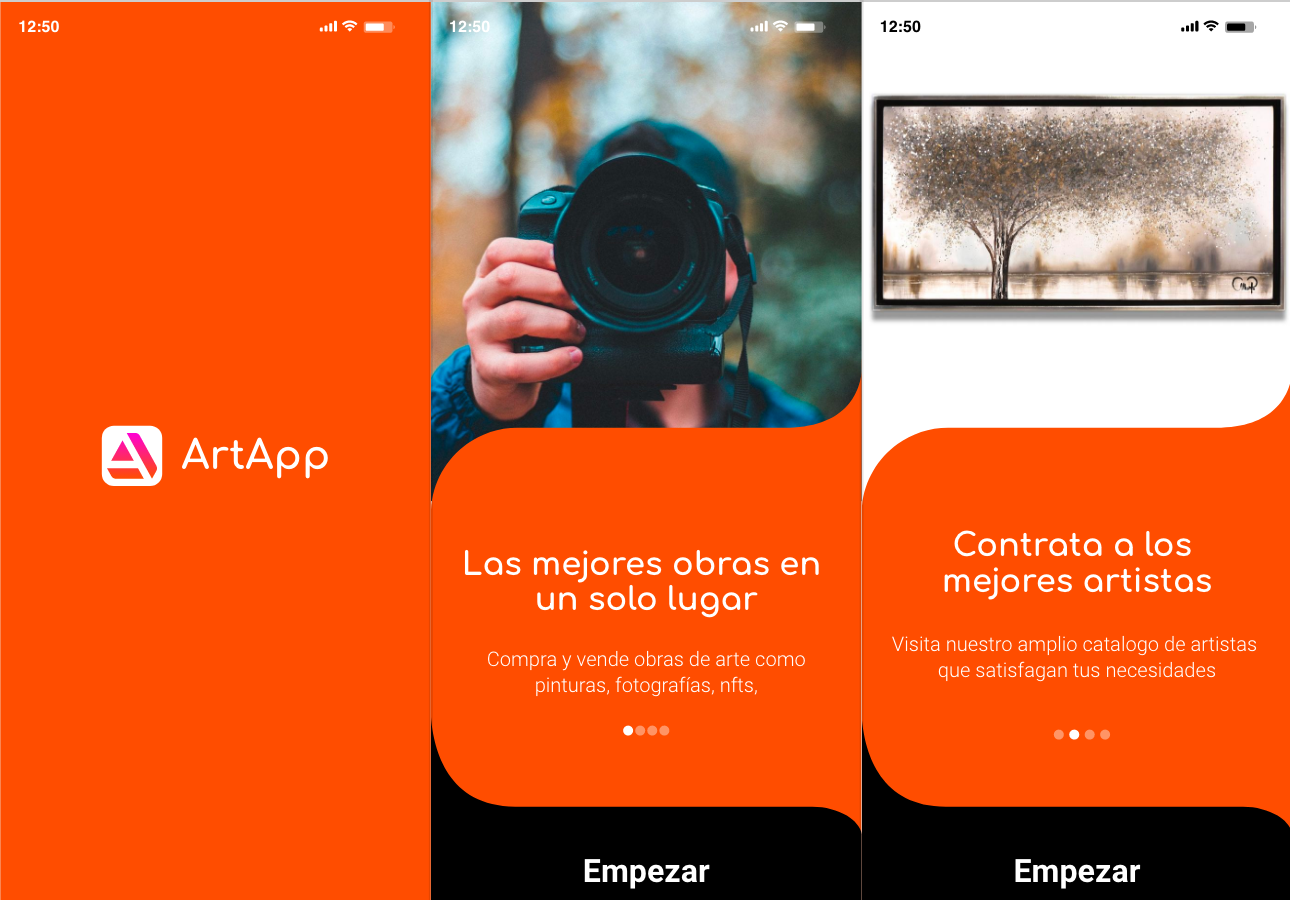 12:50
ArtApp
12:50
Las mejores obras en
un solo lugar
Compra y vende obras de arte como
pinturas, fotografías, nfts,
Empezar
12:50
Contrata a los
mejores artistas
Visita nuestro amplio catalogo de artistas
que satisfagan tus necesidades
Empezar